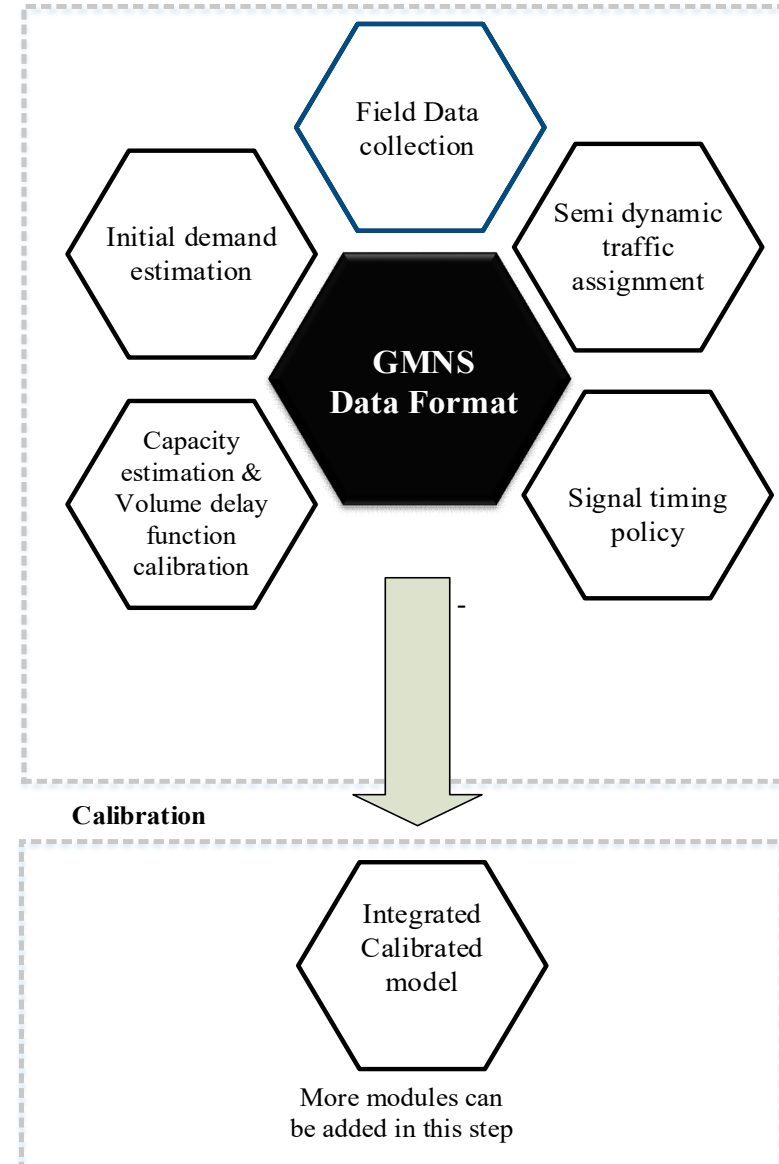 Field Data
collection
Initial demand
estimation
Semi dynamic
traffic
assignment
GMNS
Data Format
Capacity
estimation &
Volume delay
function
calibration
Signal timing
policy
-
Calibration
Integrated
Calibrated
model
More modules can
be added in this step